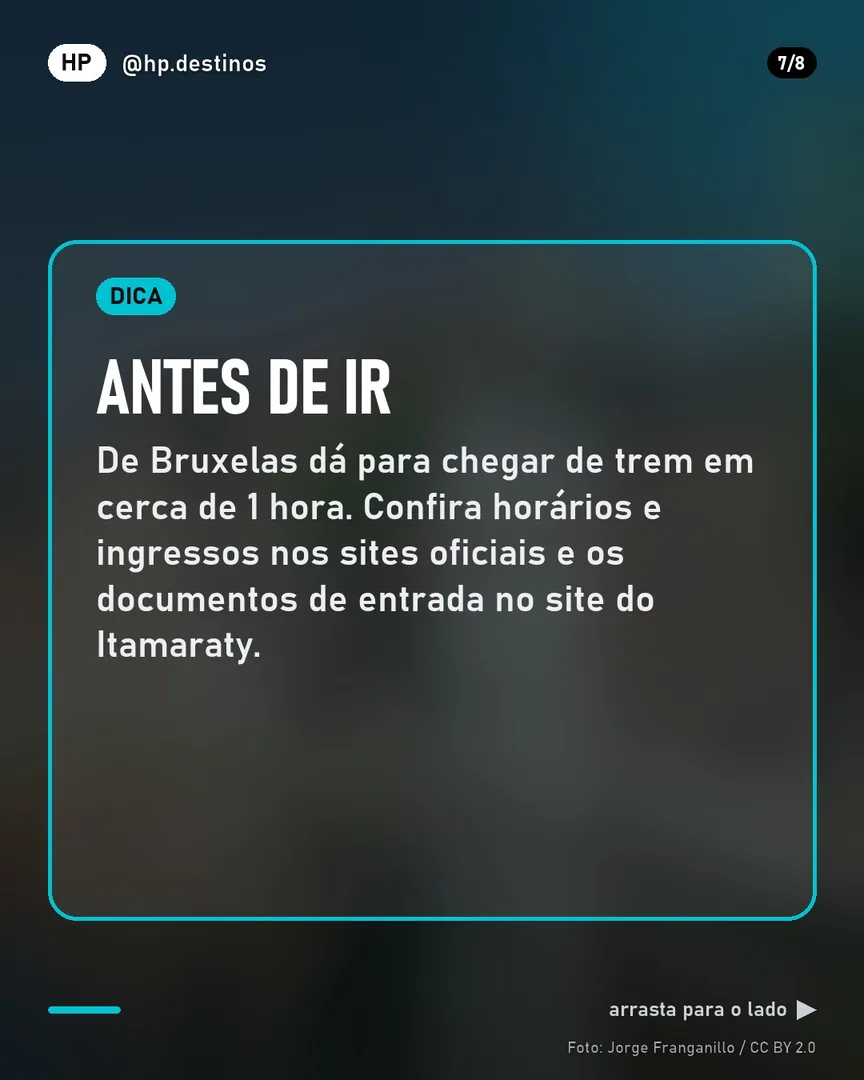 HP @hp.destinos 7/8
DICA
ANTES DE IR
De Bruxelas dá para chegar de trem em
cerca de 1 hora. Confira horários e
ingressos nos sites oficiais e os
documentos de entrada no site do
Itamaraty.
arrasta para o lado ▶
Foto: Jorge Franganillo / CC BY 2.0